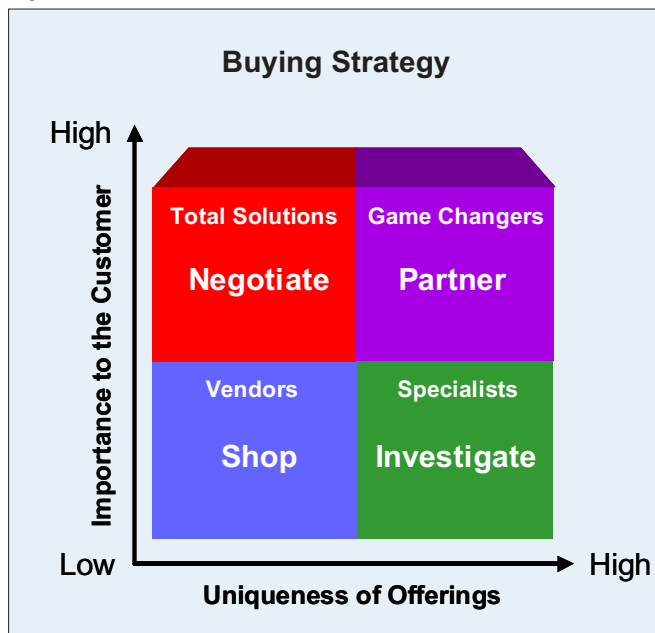 Buying Strategy
High
Importance to the Customer
Total Solutions
Negotiate
Game Changers
Partner
Vendors
Shop
Specialists
Investigate
Low
High
Uniqueness of Offerings